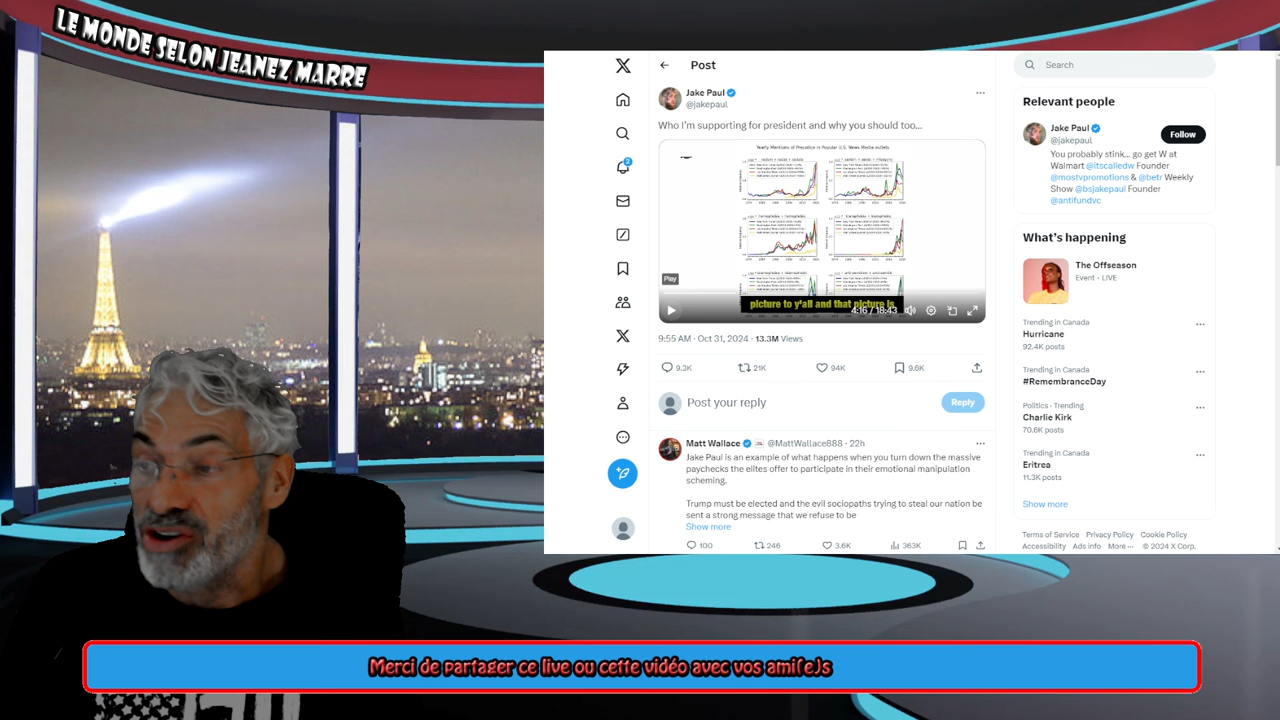 LE MONDE SELON JEANEZ MARRE
Post
Search
Jake Paul
@jakepaul
Who I'm supporting for president and why you should too...
Yearly Mentions of Prejudice in Popular U.S. News Media outlets
Play
picture to y'all and that picture is
4:16 / 18:43
9:55 AM · Oct 31, 2024 · 13.3M Views
9.3K 21K 94K 9.6K
Post your reply
Reply
Matt Wallace @MattWallace888 · 22h
Jake Paul is an example of what happens when you turn down the massive
paychecks the elites offer to participate in their emotional manipulation
scheming.
Trump must be elected and the evil sociopaths trying to steal our nation be
sent a strong message that we refuse to be
Show more
100 246 3.6K 363K
2
Relevant people
Jake Paul
@jakepaul
Follow
You probably stink... go get W at
Walmart @itscalledw Founder
@mostvpromotions & @betr Weekly
Show @bsjakepaul Founder
@antifundvc
What's happening
The Offseason
Event · LIVE
Trending in Canada
Hurricane
92.4K posts
Trending in Canada
#RemembranceDay
Politics · Trending
Charlie Kirk
70.6K posts
Trending in Canada
Eritrea
11.3K posts
Show more
Terms of Service Privacy Policy Cookie Policy
Accessibility Ads info More ··· © 2024 X Corp.
Merci de partager ce live ou cette vidéo avec vos ami(e)s